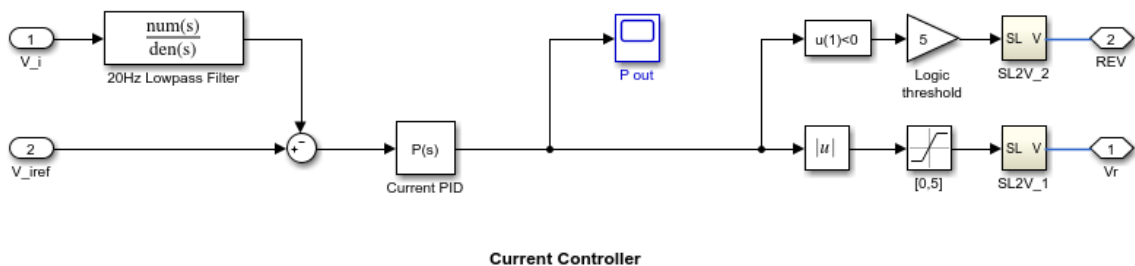 num(s)
den(s)
1
V_i
20Hz Lowpass Filter
P out
u(1)<0
5
Logic
threshold
SL V
SL2V_2
2
REV
2
V_iref
+
−
P(s)
Current PID
|u|
[0,5]
SL V
SL2V_1
1
Vr
Current Controller